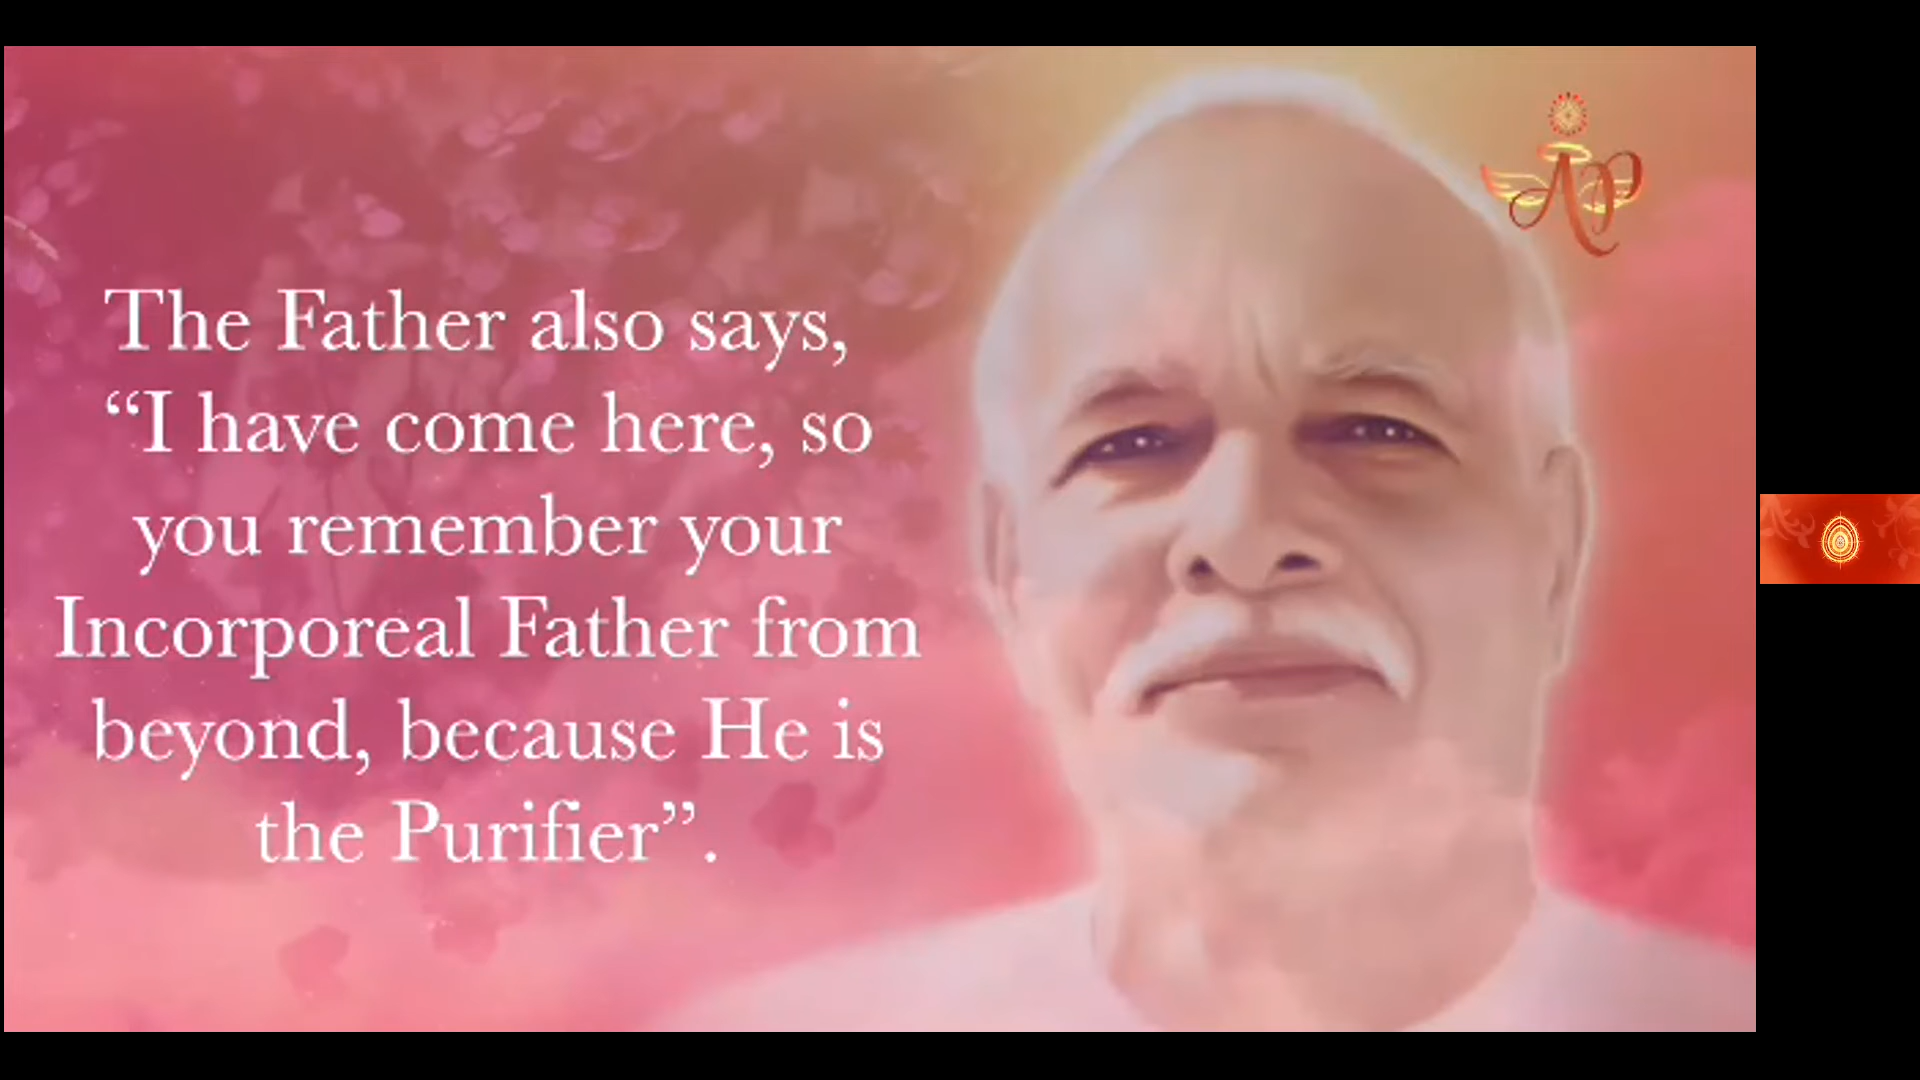 The Father also says,
“I have come here, so
you remember your
Incorporeal Father from
beyond, because He is
the Purifier”.
AP